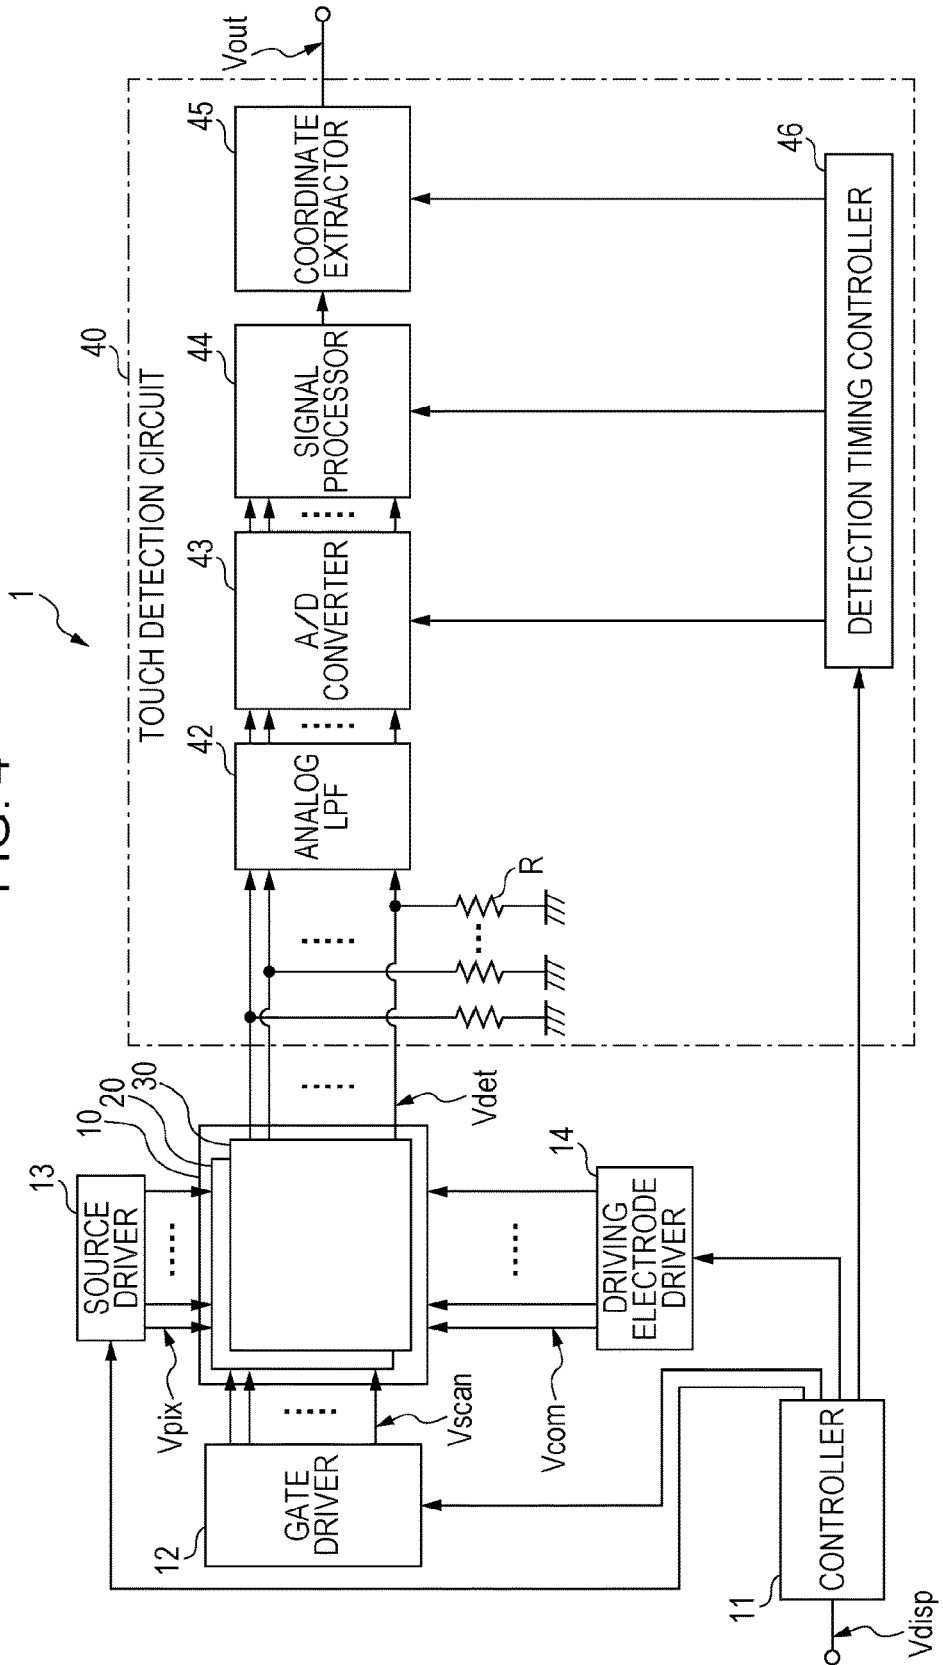 FIG. 4
1
40
TOUCH DETECTION CIRCUIT
13
SOURCE
DRIVER
10
20
30
42
ANALOG
LPF
43
A/D
CONVERTER
44
SIGNAL
PROCESSOR
45
COORDINATE
EXTRACTOR
Vout
Vpix
12
GATE
DRIVER
Vscan
Vdet
R
Vcom
14
DRIVING
ELECTRODE
DRIVER
46
DETECTION TIMING CONTROLLER
11
CONTROLLER
Vdisp